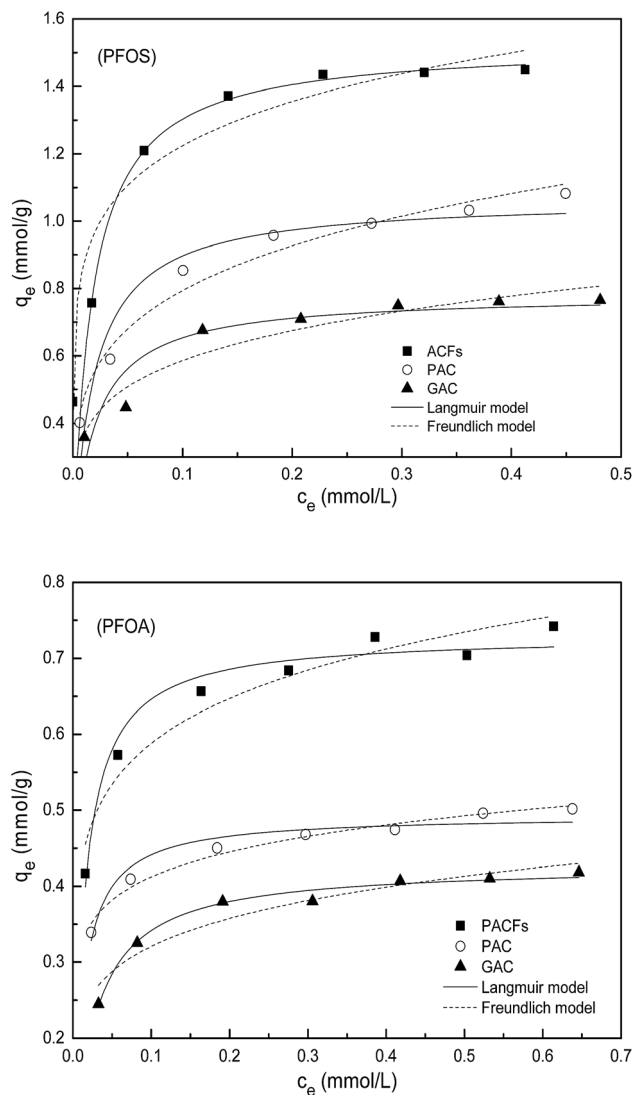 (PFOS)
1.6
1.4
1.2
1.0
0.8
0.6
0.4
qe (mmol/g)
ACFs
PAC
GAC
Langmuir model
Freundlich model
0.0 0.1 0.2 0.3 0.4 0.5
ce (mmol/L)
(PFOA)
0.8
0.7
0.6
0.5
0.4
0.3
0.2
qe (mmol/g)
PACFs
PAC
GAC
Langmuir model
Freundlich model
0.0 0.1 0.2 0.3 0.4 0.5 0.6 0.7
ce (mmol/L)